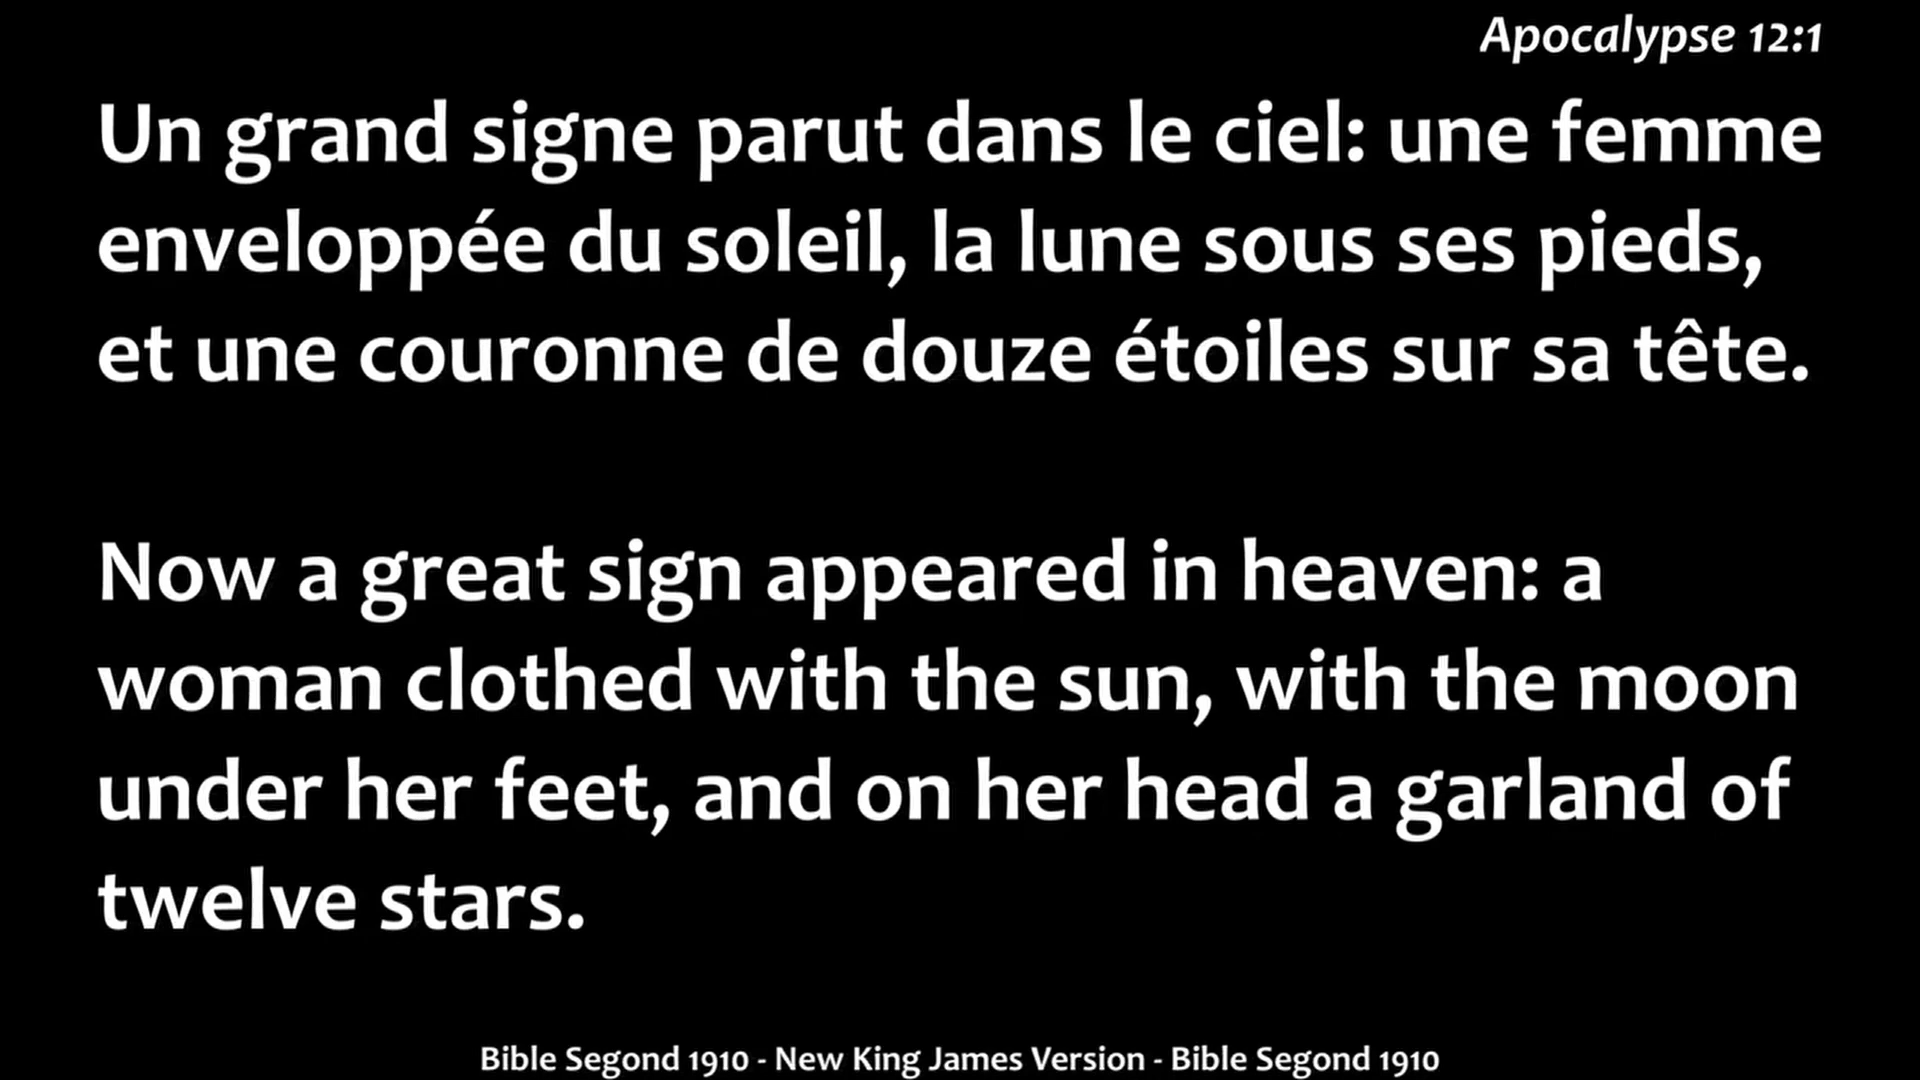 Apocalypse 12:1
Un grand signe parut dans le ciel: une femme
enveloppée du soleil, la lune sous ses pieds,
et une couronne de douze étoiles sur sa tête.
Now a great sign appeared in heaven: a
woman clothed with the sun, with the moon
under her feet, and on her head a garland of
twelve stars.
Bible Segond 1910 - New King James Version - Bible Segond 1910